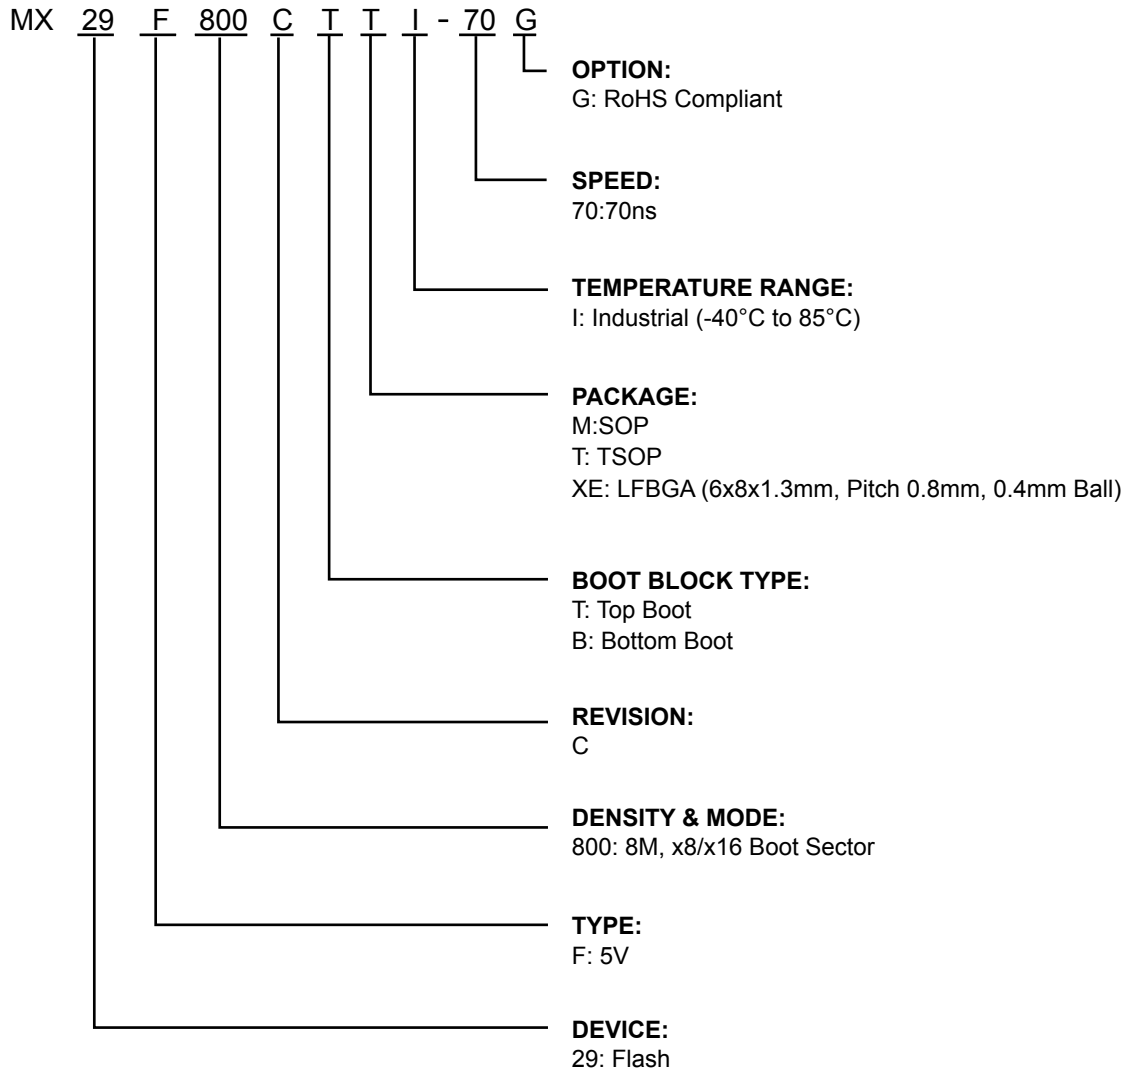 MX 29 F 800 C T T I - 70 G
OPTION:
G: RoHS Compliant
SPEED:
70:70ns
TEMPERATURE RANGE:
I: Industrial (-40°C to 85°C)
PACKAGE:
M:SOP
T: TSOP
XE: LFBGA (6x8x1.3mm, Pitch 0.8mm, 0.4mm Ball)
BOOT BLOCK TYPE:
T: Top Boot
B: Bottom Boot
REVISION:
C
DENSITY & MODE:
800: 8M, x8/x16 Boot Sector
TYPE:
F: 5V
DEVICE:
29: Flash